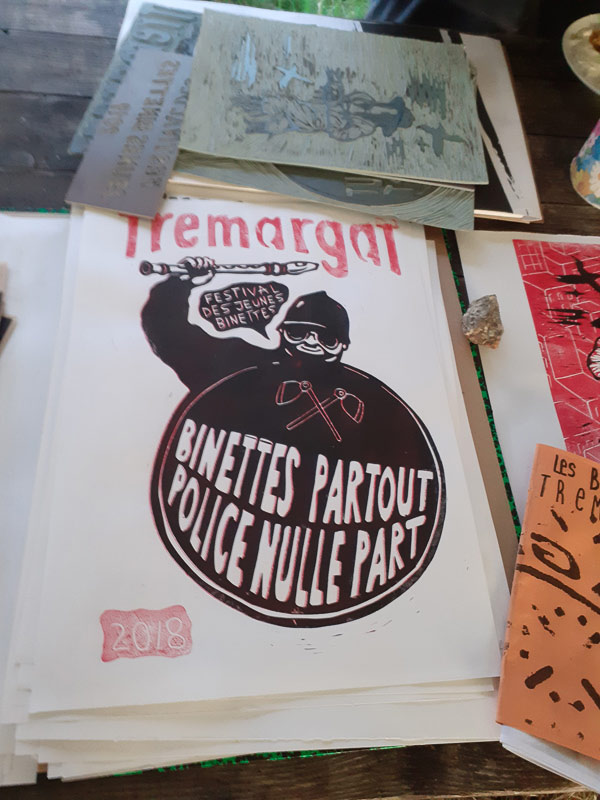 Tremargat
FESTIVAL
DES JEUNES
BINETTES
BINETTES PARTOUT
POLICE NULLE PART
2018
LES B
TREM